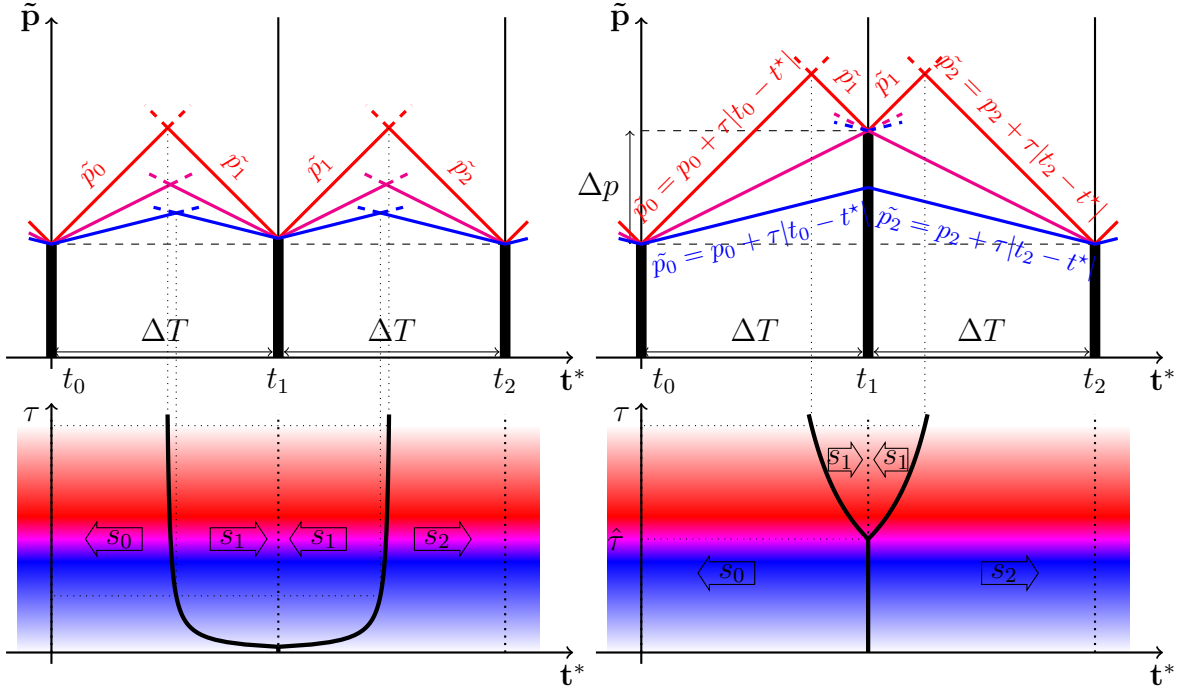 p̃
p̃₀
p̃₁
p̃₁
p̃₂
ΔT
ΔT
t₀
t₁
t₂
t*
p̃
Δp
p̃₀ = p₀ + τ|t₀ − t⋆|
p̃₁
p̃₁
p̃₂ = p₂ + τ|t₂ − t⋆|
p̃₀ = p₀ + τ|t₀ − t⋆|
p̃₂ = p₂ + τ|t₂ − t⋆|
ΔT
ΔT
t₀
t₁
t₂
t*
τ
s₀
s₁
s₁
s₂
t*
τ
s₁
s₁
τ̂
s₀
s₂
t*